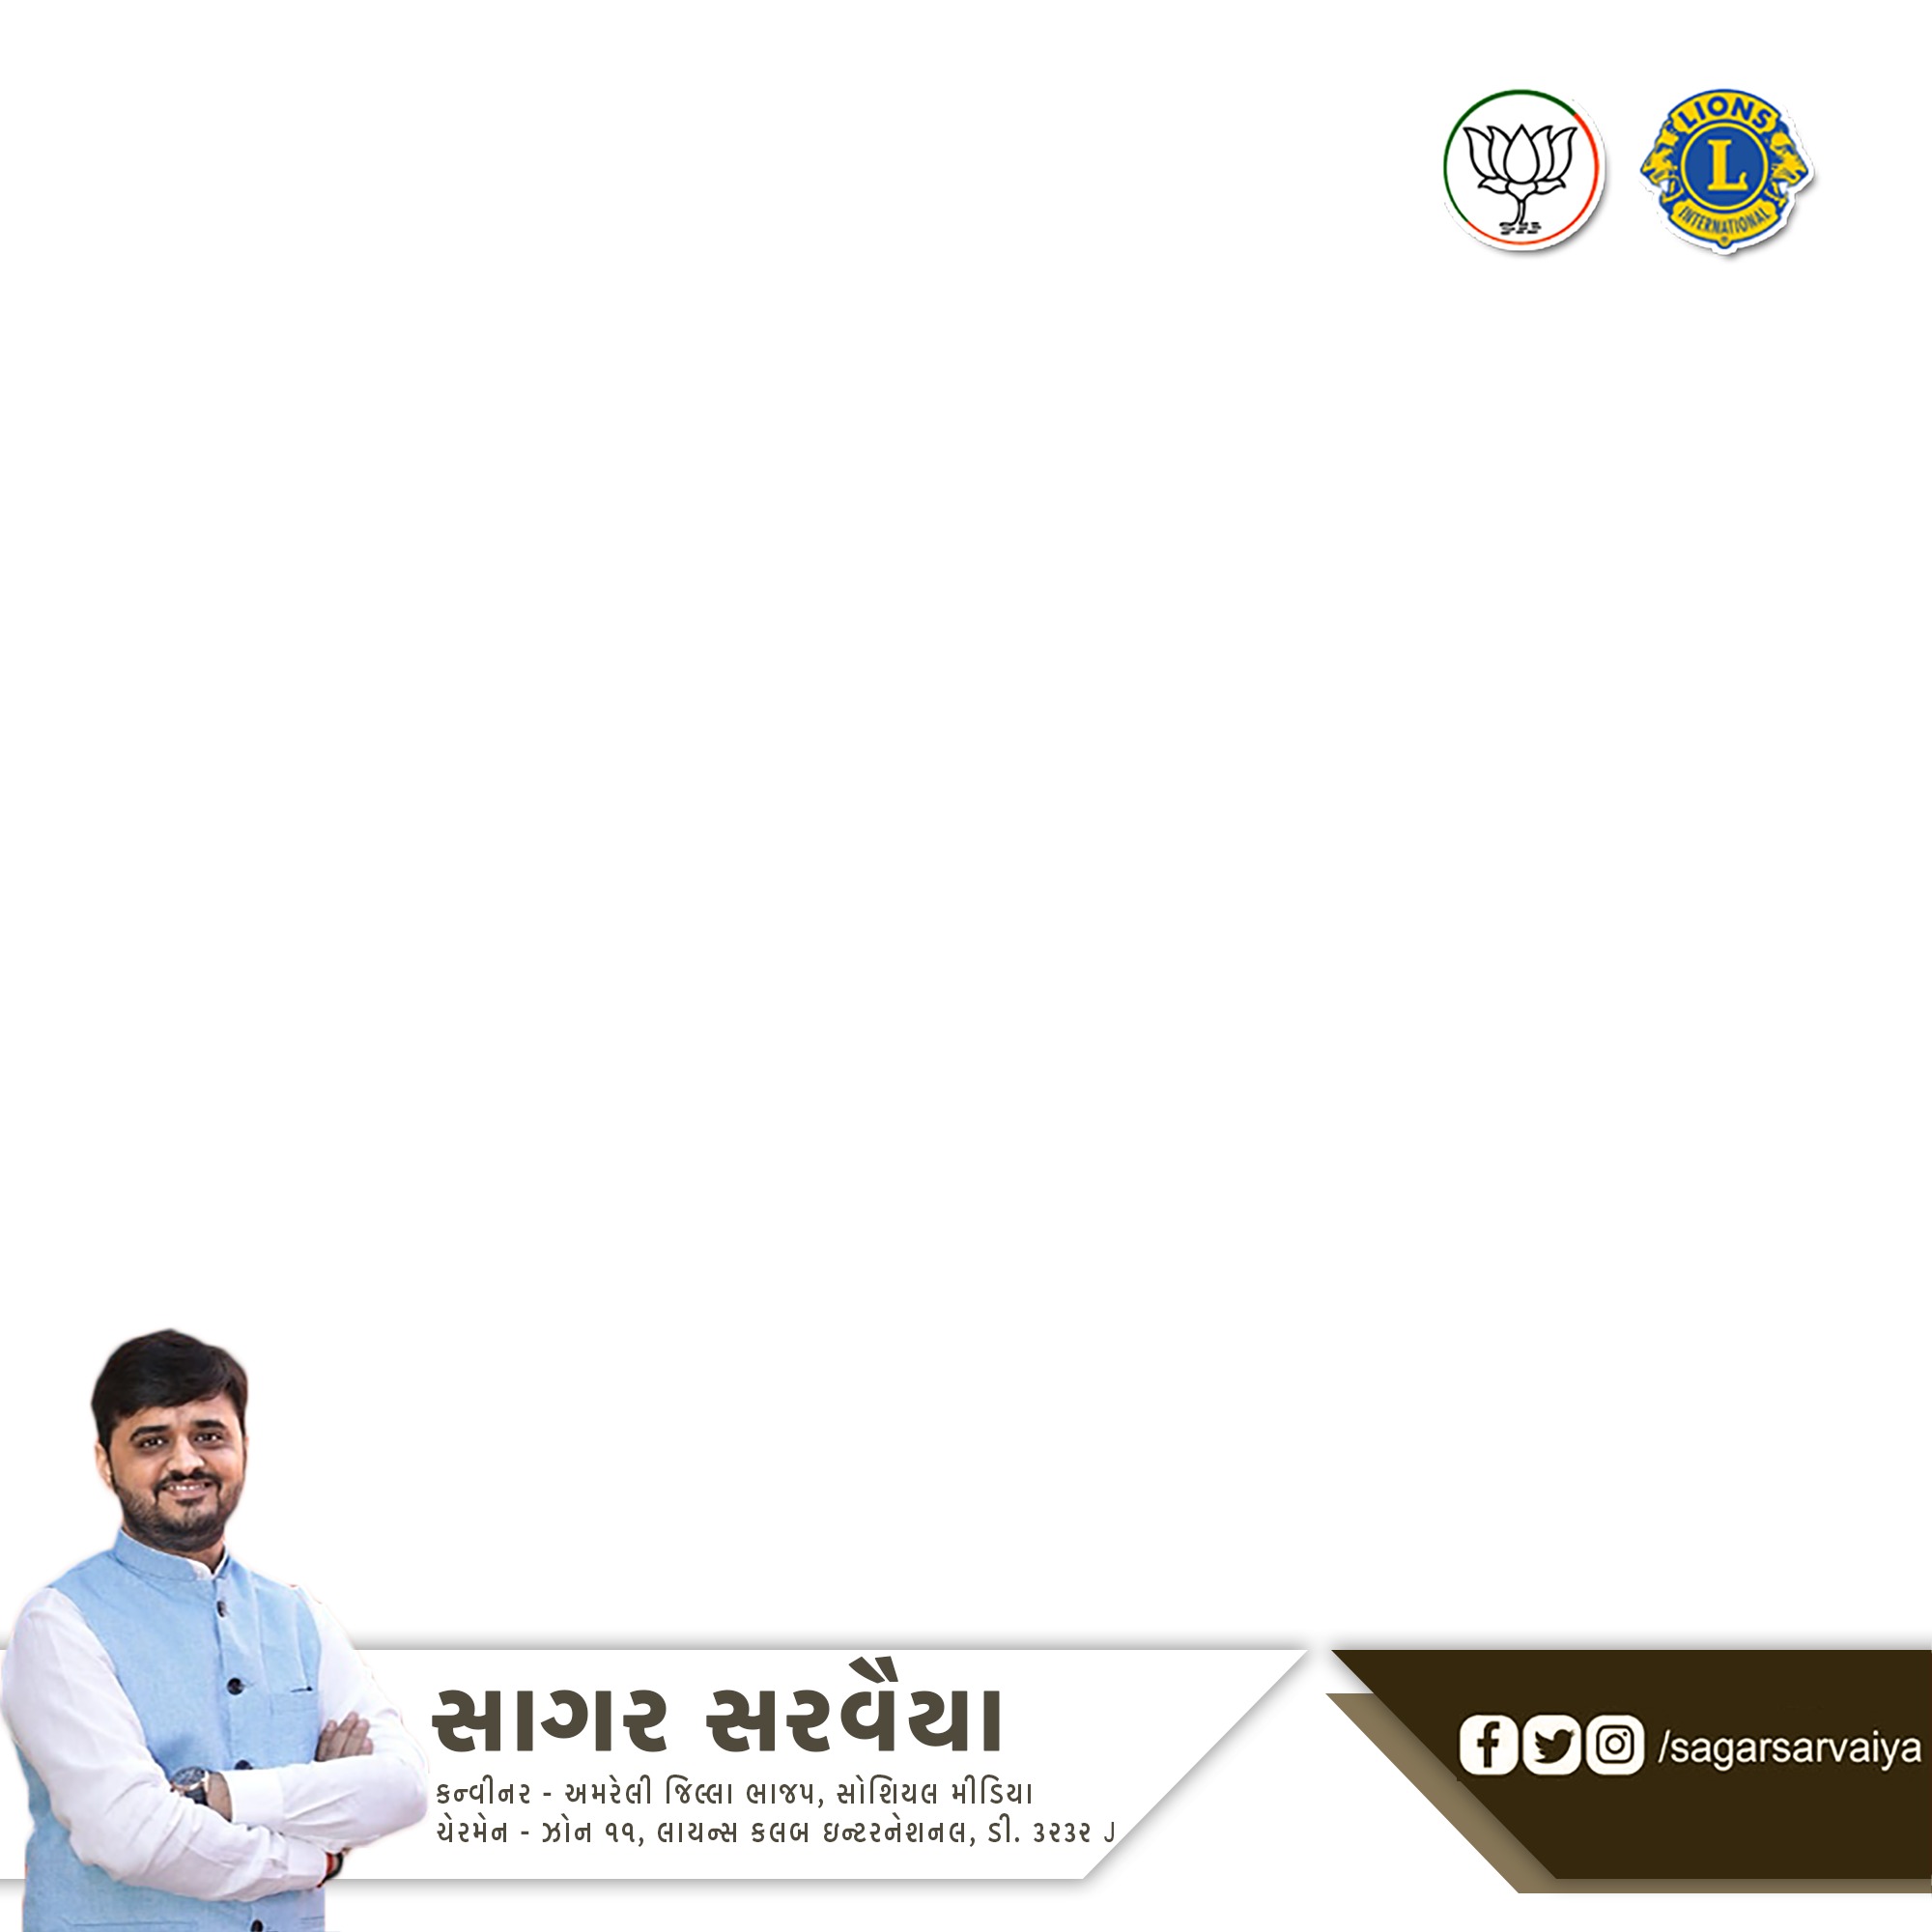 LIONS
L
INTERNATIONAL
સાગર સરવૈયા
કન્વીનર - અમરેલી જિલ્લા ભાજપ, સોશિયલ મીડિયા
ચેરમેન - ઝોન ૧૧, લાયન્સ કલબ ઇન્ટરનેશનલ, ડી. ૩૨૩૨ J
/sagarsarvaiya